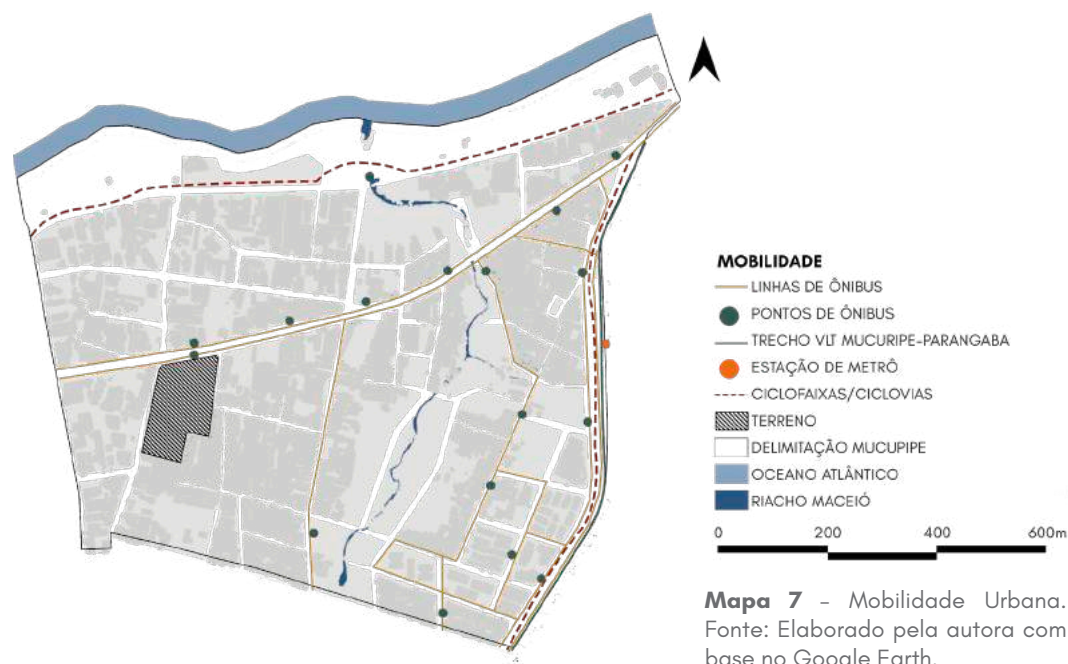 MOBILIDADE
LINHAS DE ÔNIBUS
PONTOS DE ÔNIBUS
TRECHO VLT MUCURIPE-PARANGABA
ESTAÇÃO DE METRÔ
CICLOFAIXAS/CICLOVIAS
TERRENO
DELIMITAÇÃO MUCUPIPE
OCEANO ATLÂNTICO
RIACHO MACEIÓ
0 200 400 600m
Mapa 7 - Mobilidade Urbana.
Fonte: Elaborado pela autora com
base no Google Earth.